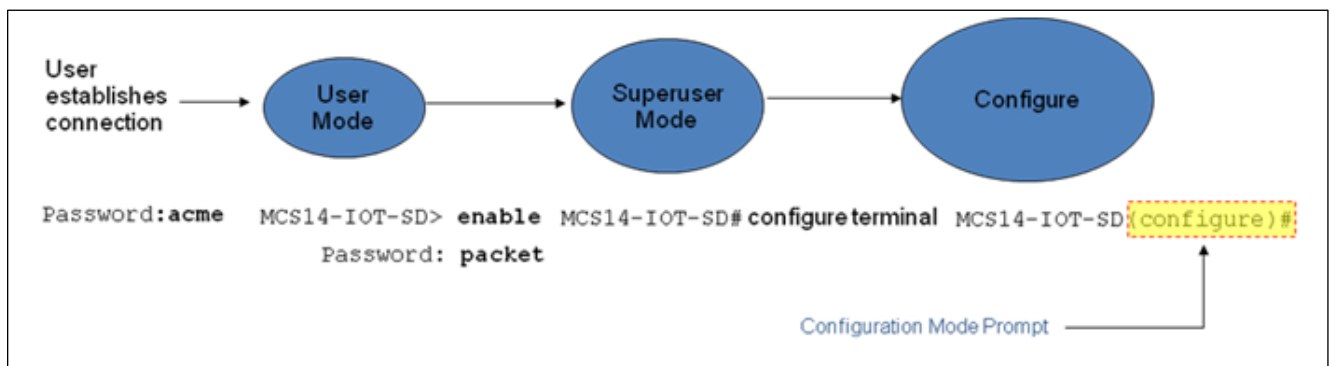 User
establishes
connection
User
Mode
Superuser
Mode
Configure
Password:acme
MCS14-IOT-SD> enable
Password: packet
MCS14-IOT-SD# configure terminal
MCS14-IOT-SD(configure)#
Configuration Mode Prompt